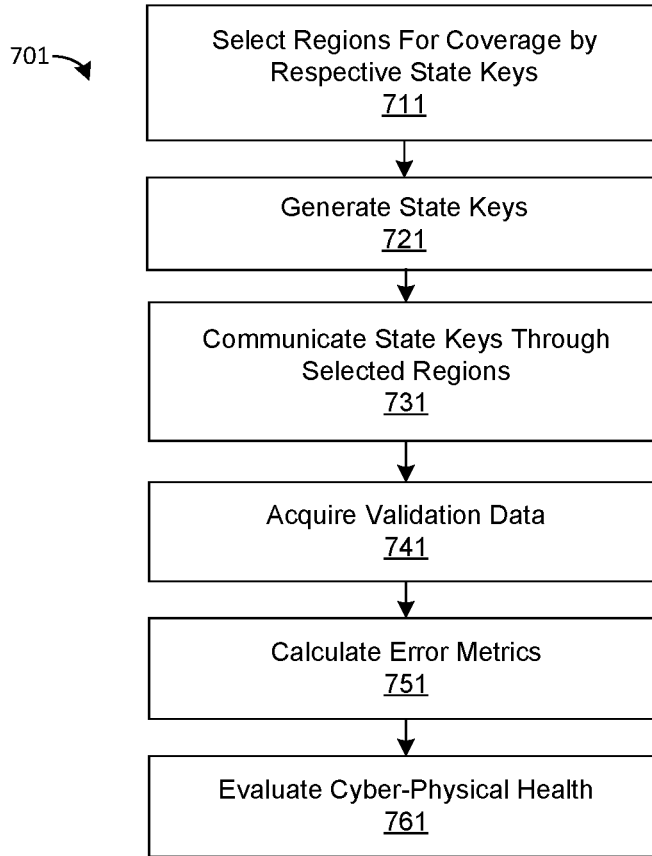 701
Select Regions For Coverage by
Respective State Keys
711
Generate State Keys
721
Communicate State Keys Through
Selected Regions
731
Acquire Validation Data
741
Calculate Error Metrics
751
Evaluate Cyber-Physical Health
761